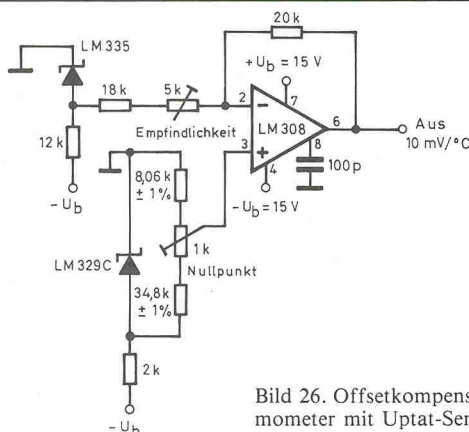 LM 335
20k
+U_b = 15 V
18k
5k
Empfindlichkeit
2
7
6
LM 308
Aus
10 mV/°C
12k
3
8
4
100p
−U_b
8,06k
± 1%
−U_b = 15V
1k
Nullpunkt
LM 329C
34,8k
± 1%
2k
−U_b
Bild 26. Offsetkompens
mometer mit Uptat-Ser